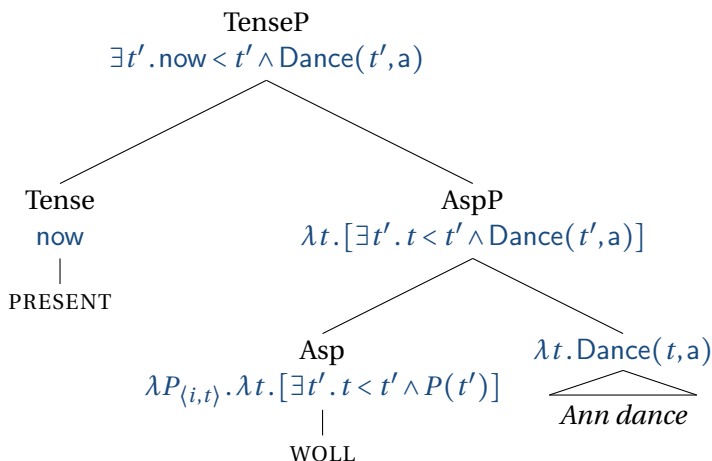 TenseP
∃t′.now < t′ ∧ Dance(t′,a)
Tense
AspP
now
λt.[∃t′. t < t′ ∧ Dance(t′,a)]
PRESENT
Asp
λt.Dance(t,a)
λP⟨i,t⟩.λt.[∃t′. t < t′ ∧ P(t′)]
Ann dance
WOLL